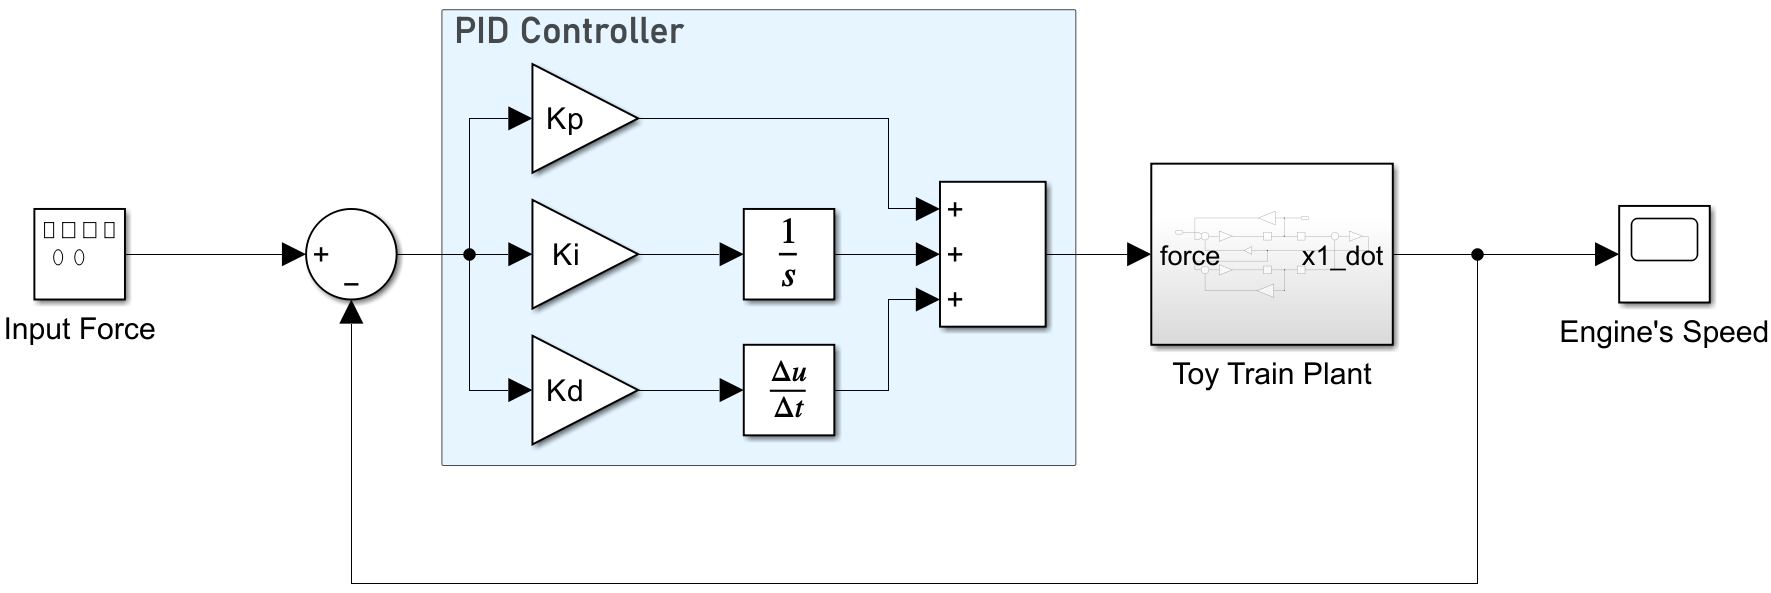 PID Controller
Kp
+
Ki
1
s
+
+
−
Kd
Δu
Δt
+
+
force
x1_dot
Input Force
Toy Train Plant
Engine's Speed